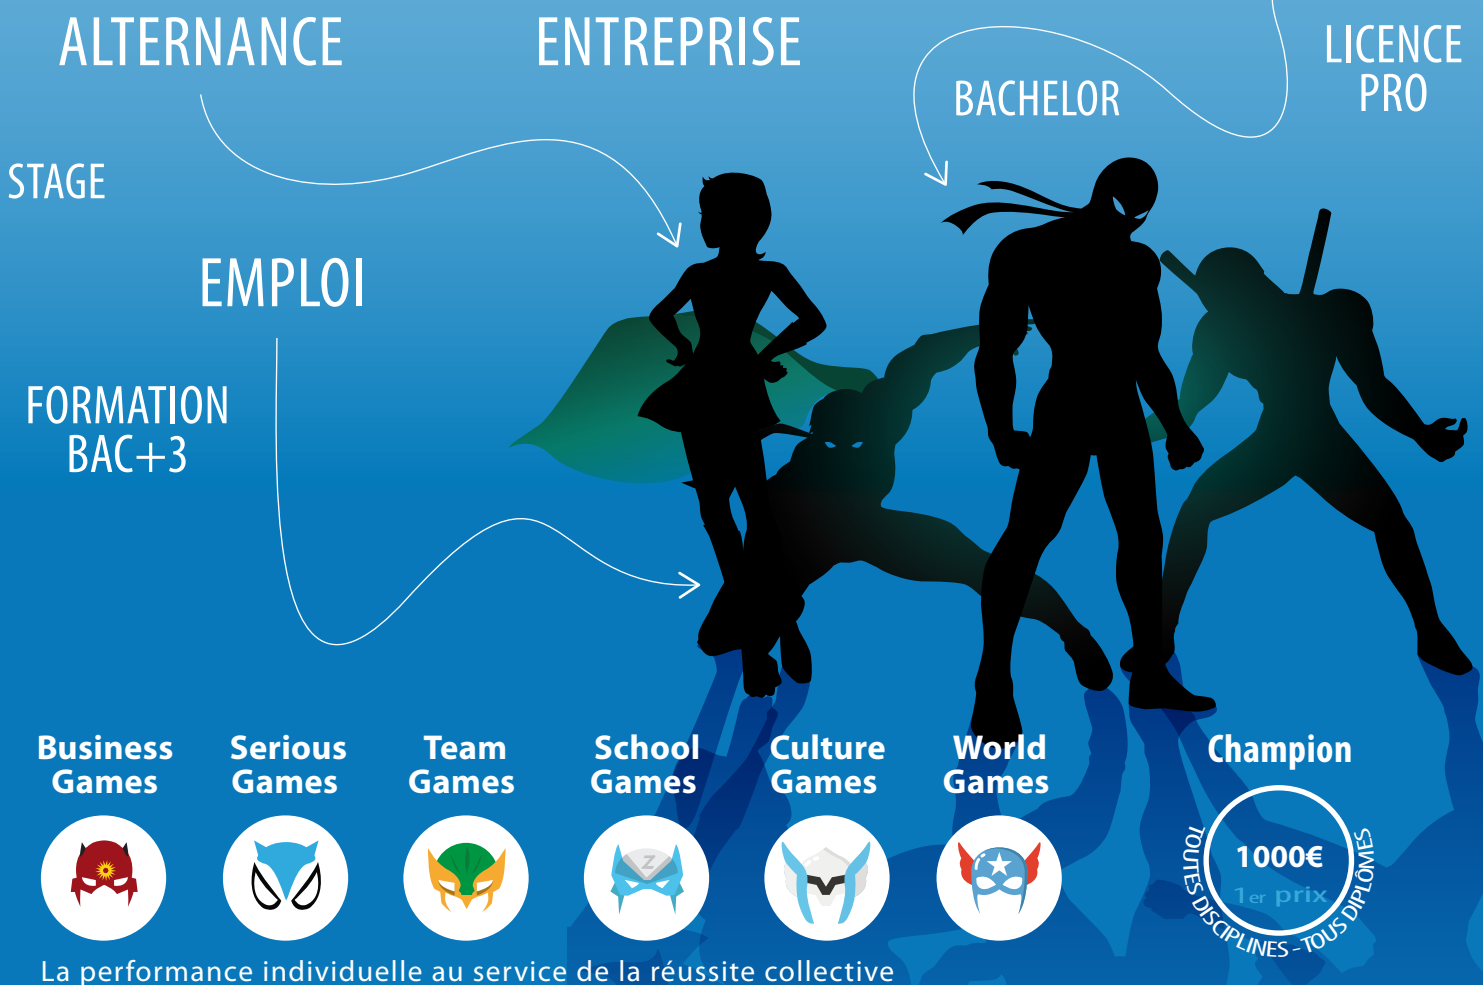 ALTERNANCE
ENTREPRISE
LICENCE
PRO
BACHELOR
STAGE
EMPLOI
FORMATION
BAC+3
Business
Games
Serious
Games
Team
Games
School
Games
Culture
Games
World
Games
Champion
Z
1000€
1er prix
TOUTES DISCIPLINES - TOUS DIPLÔMES
La performance individuelle au service de la réussite collective